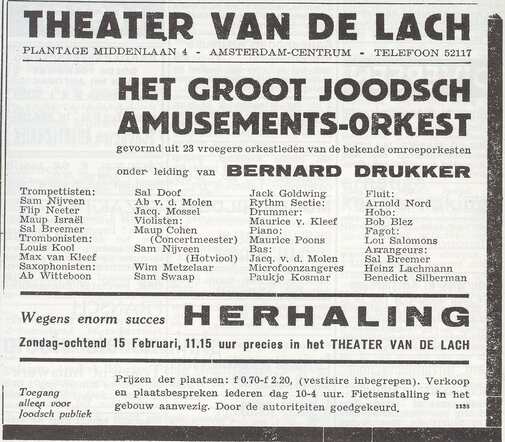 THEATER VAN DE LACH
PLANTAGE MIDDENLAAN 4 - AMSTERDAM-CENTRUM - TELEFOON 52117
HET GROOT JOODSCH
AMUSEMENTS-ORKEST
gevormd uit 23 vroegere orkestleden van de bekende omroeporkesten
onder leiding van BERNARD DRUKKER
Trompettisten:
Sam Nijveen
Flip Neeter
Maup Israël
Sal Breemer
Trombonisten:
Louis Kool
Max van Kleef
Saxophonisten:
Ab Witteboon
Sal Doof
Ab v. d. Molen
Jacq. Mossel
Violisten:
Maup Cohen
(Concertmeester)
Sam Nijveen
(Hotviool)
Wim Metzelaar
Sam Swaap
Jack Goldwing
Rythm Sectie:
Drummer:
Maurice v. Kleef
Piano:
Maurice Poons
Bas:
Jacq. v. d. Molen
Microfoonzangeres
Paukje Kosmar
Fluit:
Arnold Nord
Hobo:
Bob Blez
Fagot:
Lou Salomons
Arrangeurs:
Sal Breemer
Heinz Lachmann
Benedict Silberman
Wegens enorm succes HERHALING
Zondag-ochtend 15 Februari, 11.15 uur precies in het THEATER VAN DE LACH
Toegang
alleen voor
Joodsch publiek
Prijzen der plaatsen: f 0.70-f 2.20, (vestiaire inbegrepen). Verkoop
en plaatsbespreken iederen dag 10-4 uur. Fietsenstalling in het
gebouw aanwezig. Door de autoriteiten goedgekeurd.